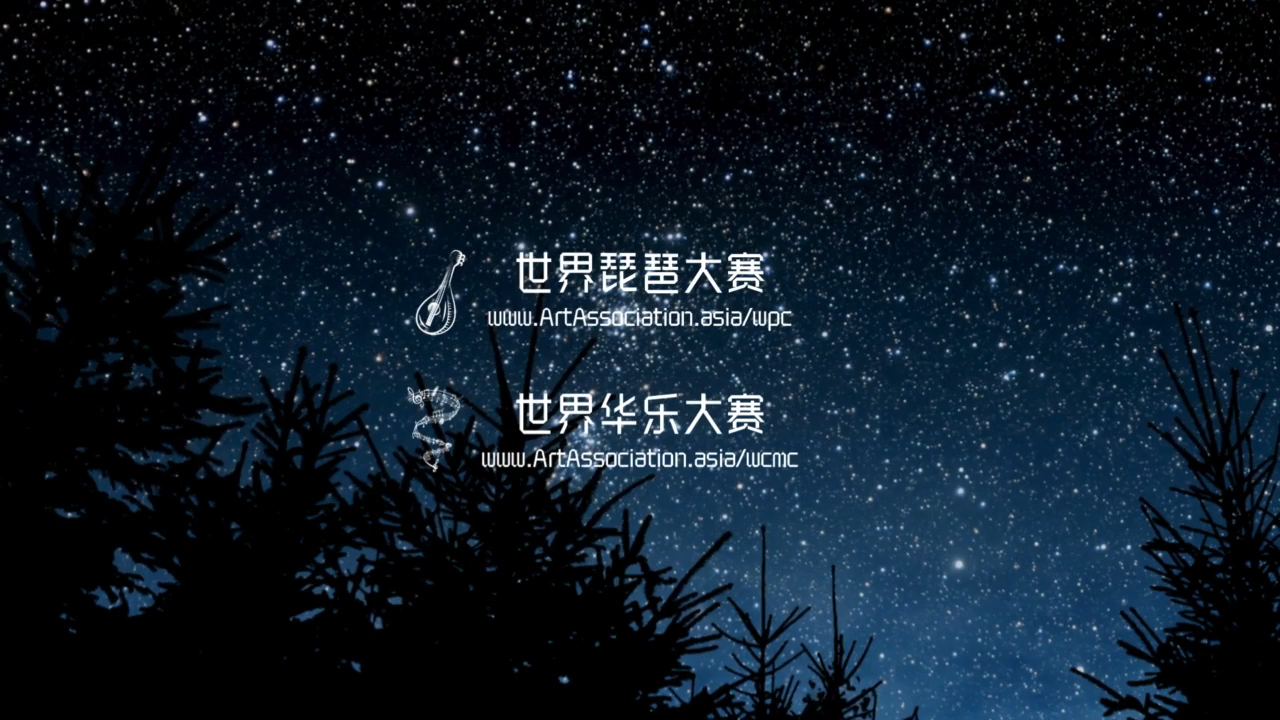 世界琵琶大赛
www.ArtAssociation.asia/wpc
世界华乐大赛
www.ArtAssociation.asia/wcmc